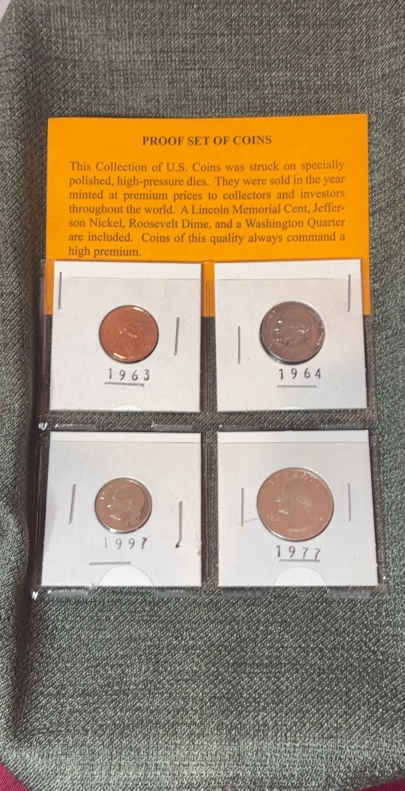 PROOF SET OF COINS
This Collection of U.S. Coins was struck on specially
polished, high-pressure dies. They were sold in the year
minted at premium prices to collectors and investors
throughout the world. A Lincoln Memorial Cent, Jeffer-
son Nickel, Roosevelt Dime, and a Washington Quarter
are included. Coins of this quality always command a
high premium.
1963
1964
1997
1977